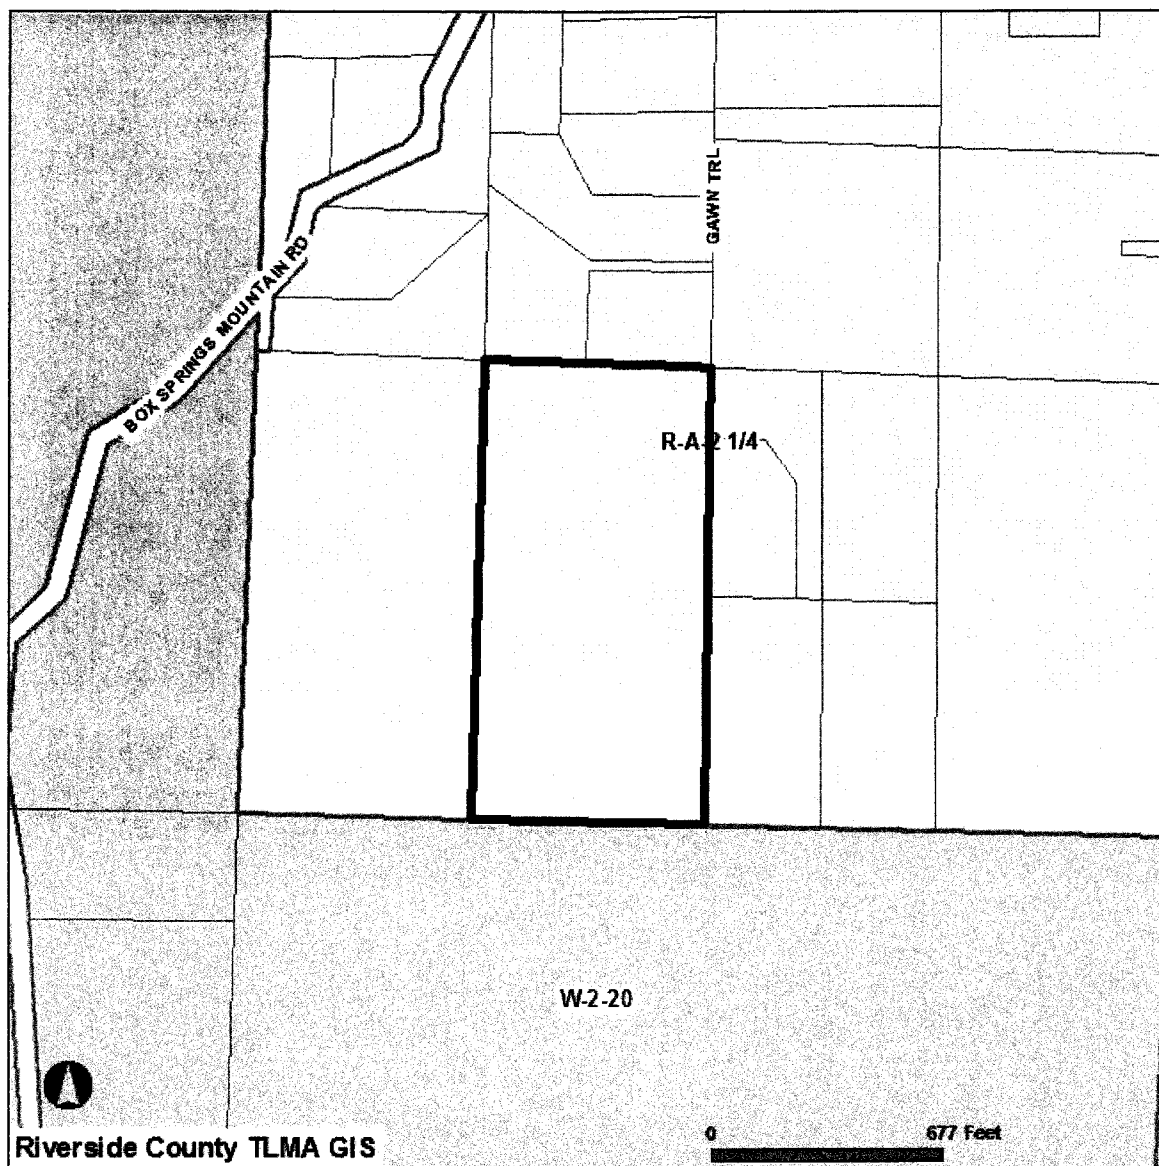 GAWN TRL
BOX SPRINGS MOUNTAIN RD
R-A-2 1/4
W-2-20
0 677 Feet
Riverside County TLMA GIS